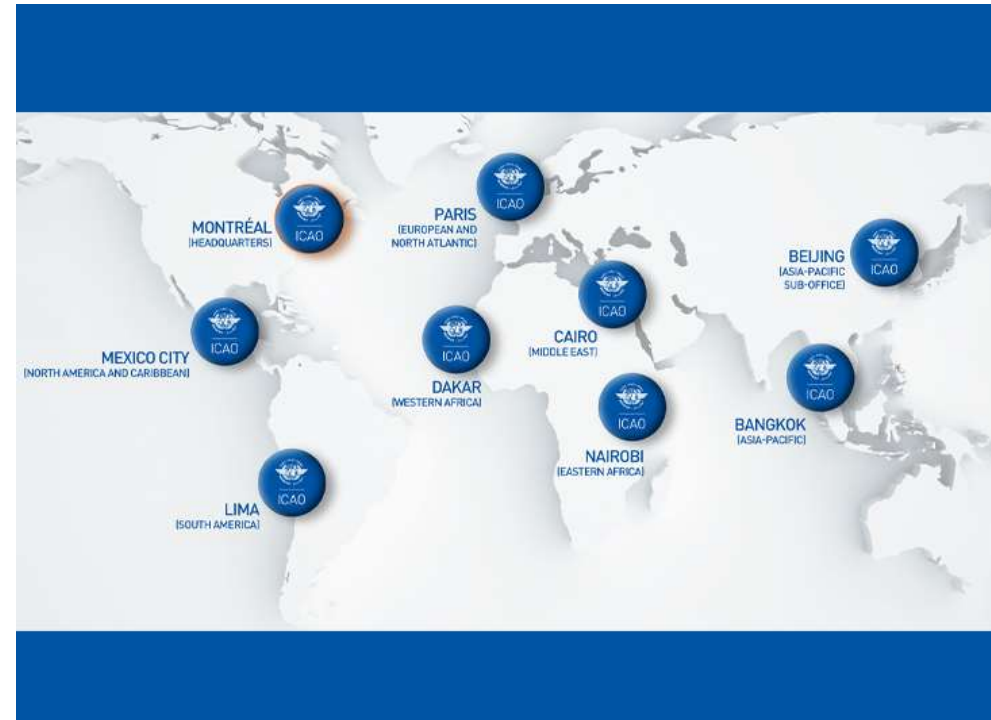 ICAO
MONTRÉAL
(HEADQUARTERS)
ICAO
PARIS
(EUROPEAN AND
NORTH ATLANTIC)
ICAO
BEIJING
(ASIA-PACIFIC
SUB-OFFICE)
ICAO
MEXICO CITY
(NORTH AMERICA AND CARIBBEAN)
ICAO
DAKAR
(WESTERN AFRICA)
ICAO
CAIRO
(MIDDLE EAST)
ICAO
BANGKOK
(ASIA-PACIFIC)
ICAO
NAIROBI
(EASTERN AFRICA)
ICAO
LIMA
(SOUTH AMERICA)